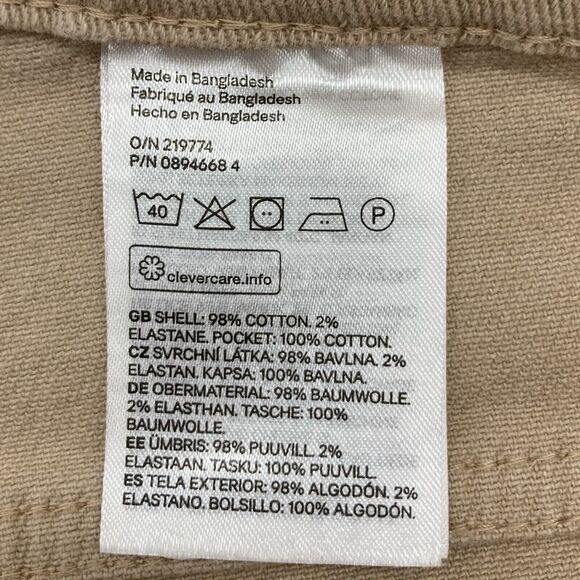 Made in Bangladesh
Fabriqué au Bangladesh
Hecho en Bangladesh
O/N 219774
P/N 0894668 4
40
P
clevercare.info
GB SHELL: 98% COTTON. 2%
ELASTANE. POCKET: 100% COTTON.
CZ SVRCHNÍ LÁTKA: 98% BAVLNA. 2%
ELASTAN. KAPSA: 100% BAVLNA.
DE OBERMATERIAL: 98% BAUMWOLLE.
2% ELASTHAN. TASCHE: 100%
BAUMWOLLE.
EE ÜMBRIS: 98% PUUVILL. 2%
ELASTAAN. TASKU: 100% PUUVILL
ES TELA EXTERIOR: 98% ALGODÓN. 2%
ELASTANO. BOLSILLO: 100% ALGODÓN.